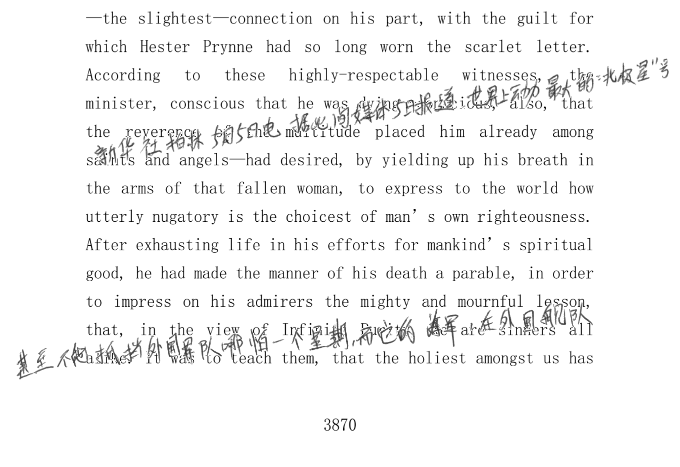 —the slightest—connection on his part, with the guilt for
which Hester Prynne had so long worn the scarlet letter.
According to these highly-respectable witnesses, the
minister, conscious that he was dying—conscious, also, that
新华社柏林5月5日电 据此间媒体5日报道,世界上动力最大的“北极星”号
the reverence of the multitude placed him already among
saints and angels—had desired, by yielding up his breath in
the arms of that fallen woman, to express to the world how
utterly nugatory is the choicest of man’s own righteousness.
After exhausting life in his efforts for mankind’s spiritual
good, he had made the manner of his death a parable, in order
to impress on his admirers the mighty and mournful lesson,
that, in the view of Infinite Purity, we are sinners all
甚至不能抵挡外国军队哪怕一个星期,而它的海军,在外国舰队
alike. It was to teach them, that the holiest amongst us has
3870